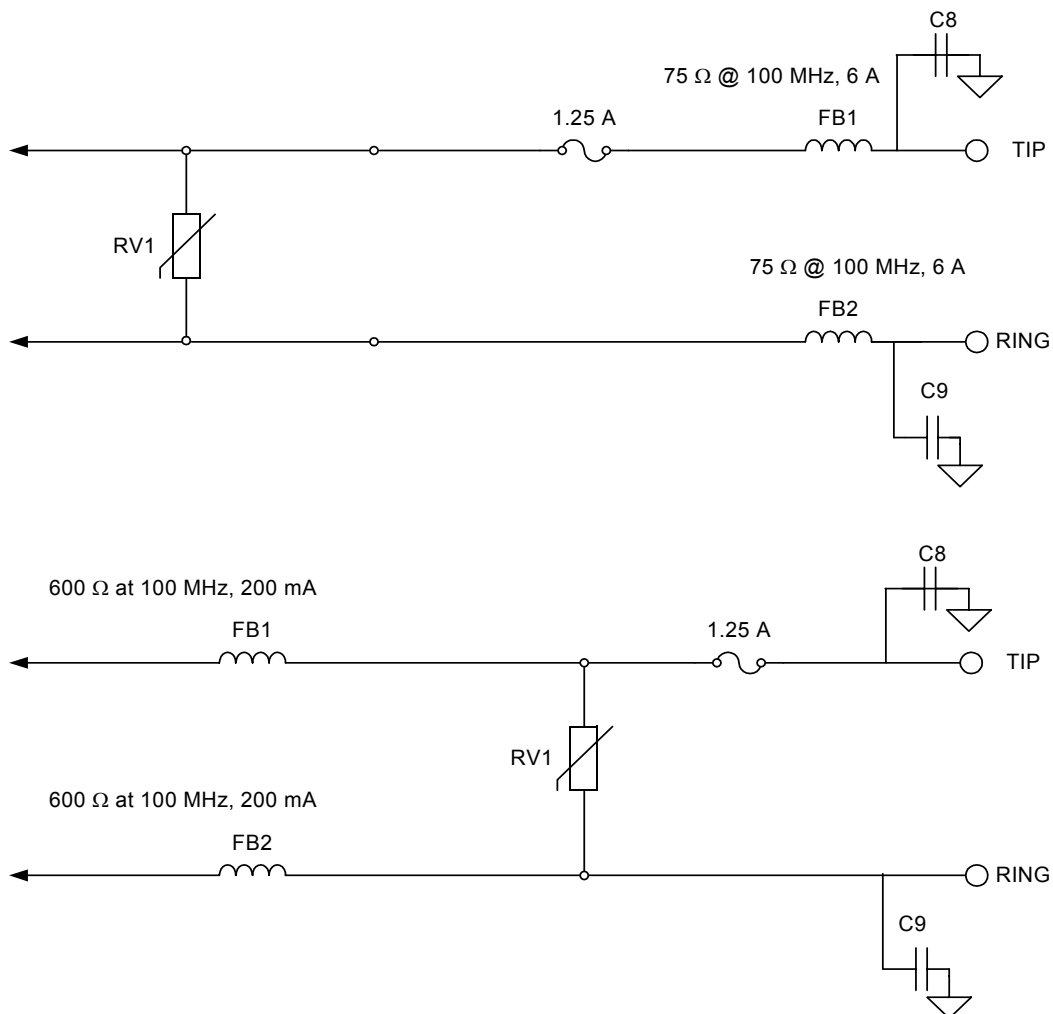 C8
75 Ω @ 100 MHz, 6 A
1.25 A
FB1
TIP
RV1
75 Ω @ 100 MHz, 6 A
FB2
RING
C9
C8
600 Ω at 100 MHz, 200 mA
FB1
1.25 A
TIP
RV1
600 Ω at 100 MHz, 200 mA
FB2
RING
C9